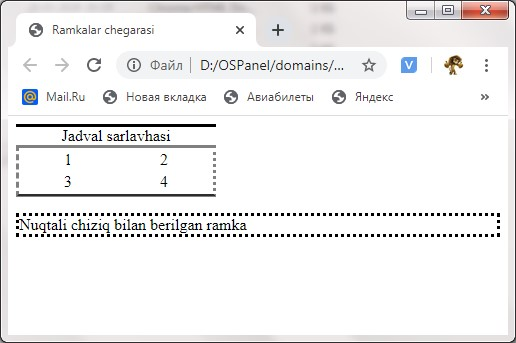 Ramkalar chegarasi
Файл
D:/OSPanel/domains/...
Mail.Ru
Новая вкладка
Авиабилеты
Яндекс
»
Jadval sarlavhasi
1 2
3 4
Nuqtali chiziq bilan berilgan ramka